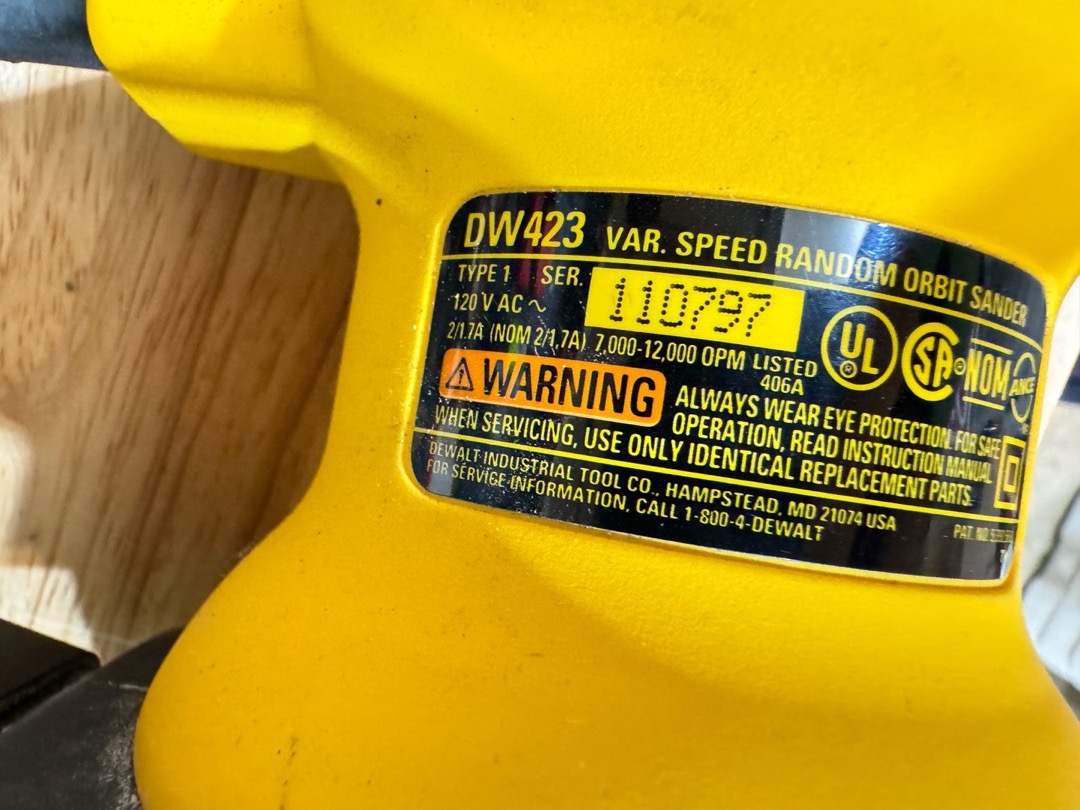 DW423 VAR. SPEED RANDOM ORBIT SANDER
TYPE 1 SER. 110797
120 V AC ~
2/1.7A (NOM 2/1.7A) 7,000-12,000 OPM LISTED
406A
UL
SA
NOM
ANCE
WARNING ALWAYS WEAR EYE PROTECTION. FOR SAFE
OPERATION, READ INSTRUCTION MANUAL
WHEN SERVICING, USE ONLY IDENTICAL REPLACEMENT PARTS.
DEWALT INDUSTRIAL TOOL CO., HAMPSTEAD, MD 21074 USA
FOR SERVICE INFORMATION, CALL 1-800-4-DEWALT
PAT. NO.